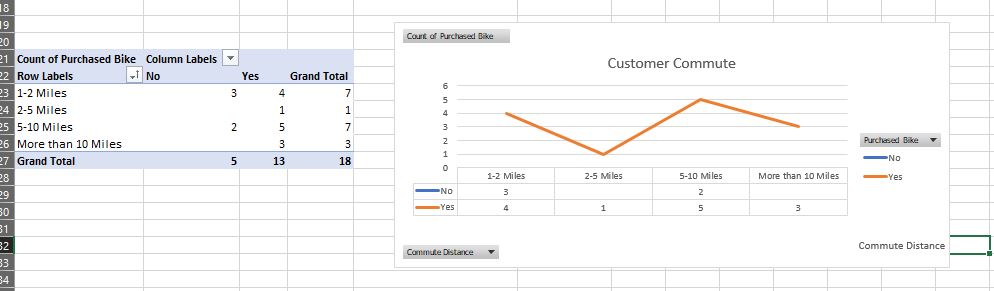 18
19
20
21 Count of Purchased Bike Column Labels
22 Row Labels No Yes Grand Total
23 1-2 Miles 3 4 7
24 2-5 Miles 1 1
25 5-10 Miles 2 5 7
26 More than 10 Miles 3 3
27 Grand Total 5 13 18
28
29
30
31
32
33
34
Count of Purchased Bike
Customer Commute
6
5
4
3
2
1
0
1-2 Miles 2-5 Miles 5-10 Miles More than 10 Miles
No 3 2
Yes 4 1 5 3
Purchased Bike
No
Yes
Commute Distance
Commute Distance